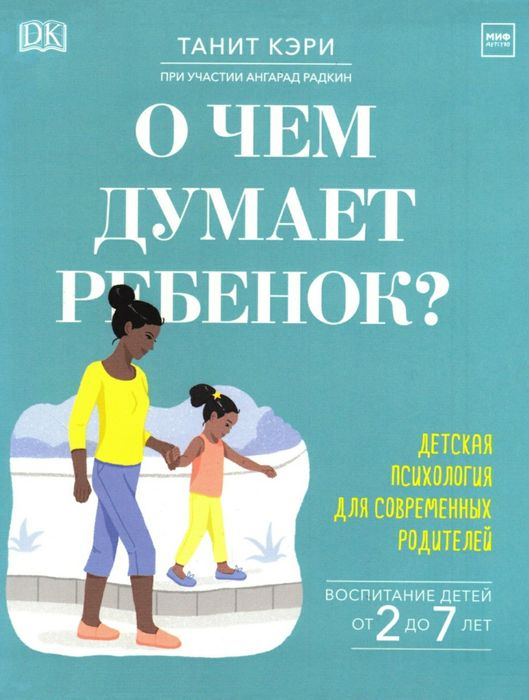 DK
ТАНИТ КЭРИ
ПРИ УЧАСТИИ АНГАРАД РАДКИН
МИФ
ДЕТСТВО
О ЧЕМ
ДУМАЕТ
РЕБЕНОК?
ДЕТСКАЯ
ПСИХОЛОГИЯ
ДЛЯ СОВРЕМЕННЫХ
РОДИТЕЛЕЙ
ВОСПИТАНИЕ ДЕТЕЙ
ОТ 2 ДО 7 ЛЕТ